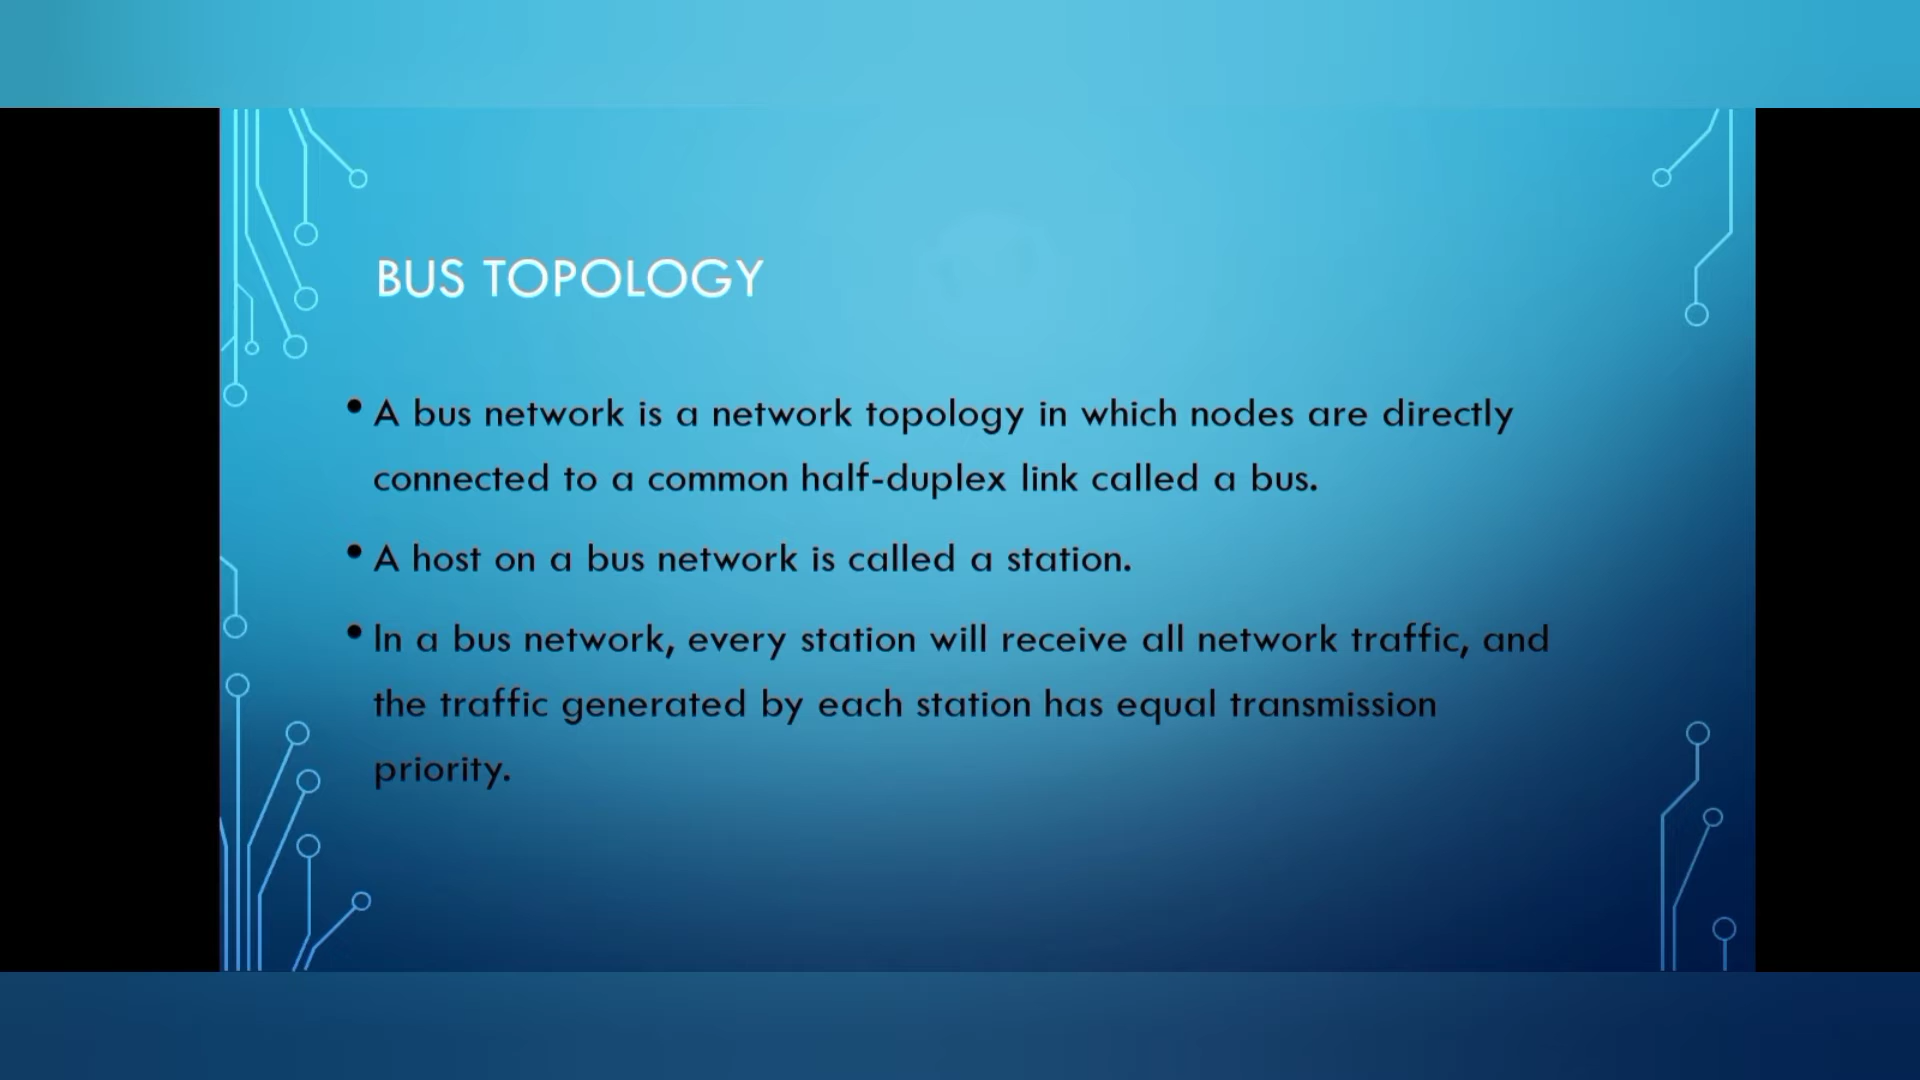 BUS TOPOLOGY
• A bus network is a network topology in which nodes are directly
connected to a common half-duplex link called a bus.
• A host on a bus network is called a station.
• In a bus network, every station will receive all network traffic, and
the traffic generated by each station has equal transmission
priority.